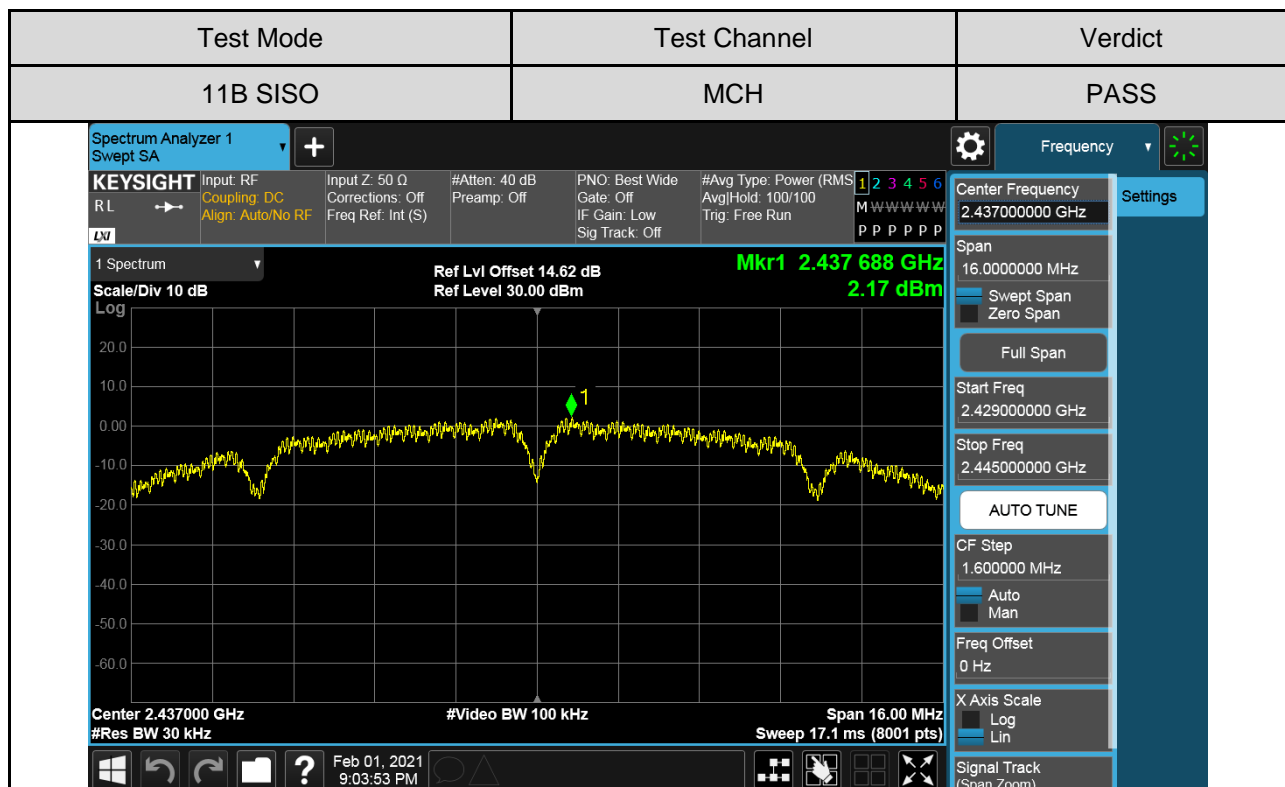 Test Mode Test Channel Verdict
11B SISO MCH PASS
Spectrum Analyzer 1
Swept SA
+
Frequency
KEYSIGHT
R L
LXI
Input: RF
Coupling: DC
Align: Auto/No RF
Input Z: 50 Ω
Corrections: Off
Freq Ref: Int (S)
#Atten: 40 dB
Preamp: Off
PNO: Best Wide
Gate: Off
IF Gain: Low
Sig Track: Off
#Avg Type: Power (RMS
Avg|Hold: 100/100
Trig: Free Run
1 2 3 4 5 6
M W W W W W
P P P P P P
1 Spectrum
Scale/Div 10 dB
Ref Lvl Offset 14.62 dB
Ref Level 30.00 dBm
Mkr1 2.437 688 GHz
2.17 dBm
Log
20.0
10.0
0.00
-10.0
-20.0
-30.0
-40.0
-50.0
-60.0
1
Center 2.437000 GHz
#Res BW 30 kHz
#Video BW 100 kHz
Span 16.00 MHz
Sweep 17.1 ms (8001 pts)
?
Feb 01, 2021
9:03:53 PM
Center Frequency
2.437000000 GHz
Settings
Span
16.0000000 MHz
Swept Span
Zero Span
Full Span
Start Freq
2.429000000 GHz
Stop Freq
2.445000000 GHz
AUTO TUNE
CF Step
1.600000 MHz
Auto
Man
Freq Offset
0 Hz
X Axis Scale
Log
Lin
Signal Track
(Span Zoom)